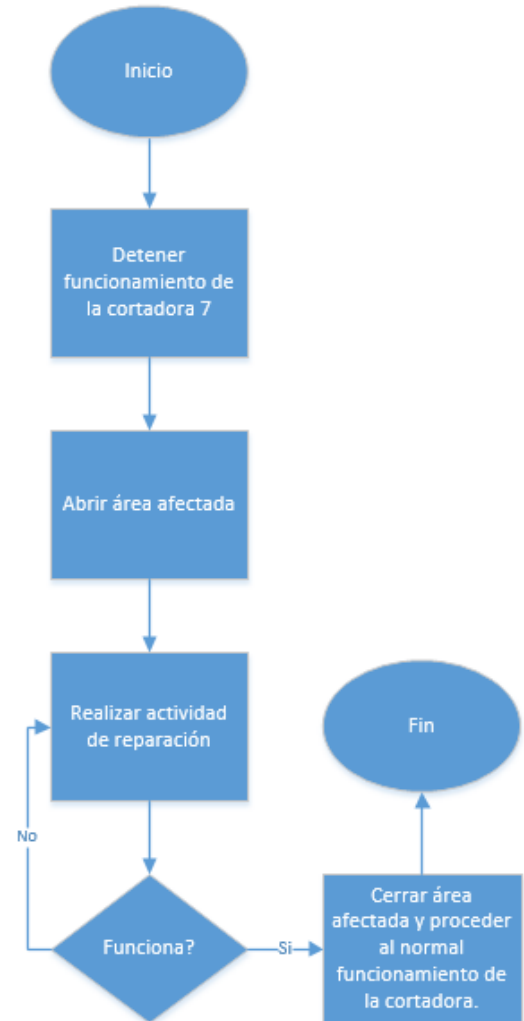 Inicio
Detener
funcionamiento de
la cortadora 7
Abrir área afectada
Realizar actividad
de reparación
Fin
No
Funciona?
Si
Cerrar área
afectada y proceder
al normal
funcionamiento de
la cortadora.